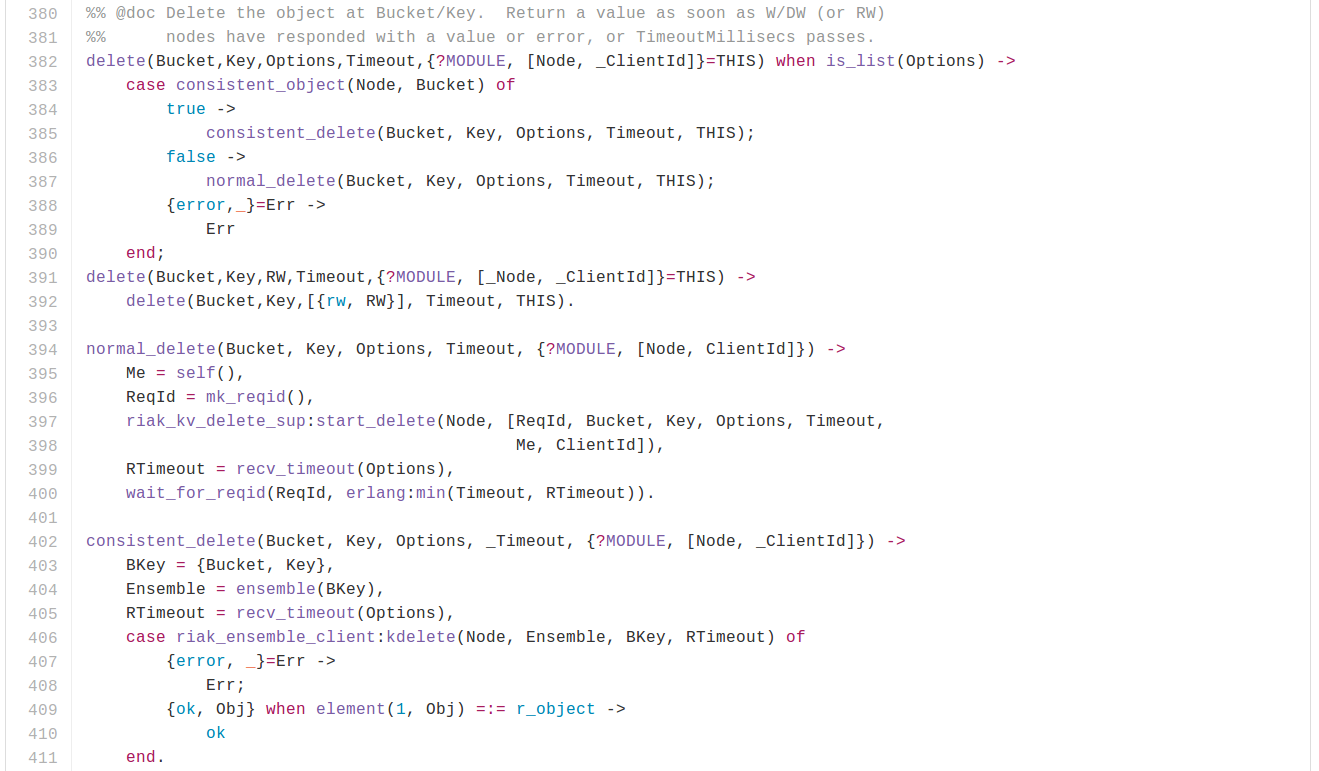 380 %% @doc Delete the object at Bucket/Key.  Return a value as soon as W/DW (or RW)
381 %%      nodes have responded with a value or error, or TimeoutMillisecs passes.
382 delete(Bucket,Key,Options,Timeout,{?MODULE, [Node, _ClientId]}=THIS) when is_list(Options) ->
383     case consistent_object(Node, Bucket) of
384         true ->
385             consistent_delete(Bucket, Key, Options, Timeout, THIS);
386         false ->
387             normal_delete(Bucket, Key, Options, Timeout, THIS);
388         {error,_}=Err ->
389             Err
390     end;
391 delete(Bucket,Key,RW,Timeout,{?MODULE, [_Node, _ClientId]}=THIS) ->
392     delete(Bucket,Key,[{rw, RW}], Timeout, THIS).
393
394 normal_delete(Bucket, Key, Options, Timeout, {?MODULE, [Node, ClientId]}) ->
395     Me = self(),
396     ReqId = mk_reqid(),
397     riak_kv_delete_sup:start_delete(Node, [ReqId, Bucket, Key, Options, Timeout,
398                                            Me, ClientId]),
399     RTimeout = recv_timeout(Options),
400     wait_for_reqid(ReqId, erlang:min(Timeout, RTimeout)).
401
402 consistent_delete(Bucket, Key, Options, _Timeout, {?MODULE, [Node, _ClientId]}) ->
403     BKey = {Bucket, Key},
404     Ensemble = ensemble(BKey),
405     RTimeout = recv_timeout(Options),
406     case riak_ensemble_client:kdelete(Node, Ensemble, BKey, RTimeout) of
407         {error, _}=Err ->
408             Err;
409         {ok, Obj} when element(1, Obj) =:= r_object ->
410             ok
411     end.